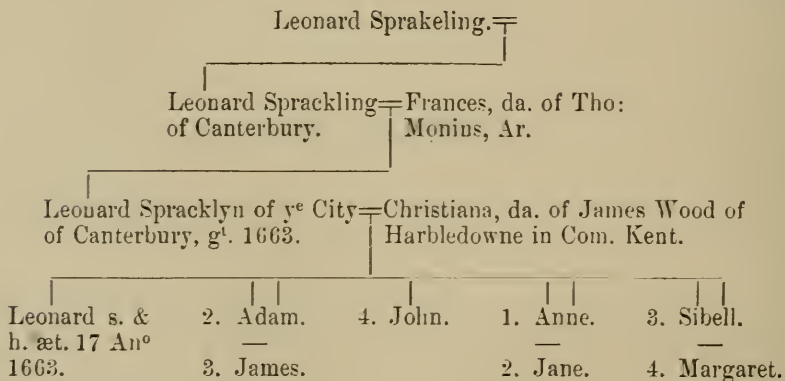 Leonard Sprakeling.
Leonard Sprackling=Frances, da. of Tho:
of Canterbury. Monins, Ar.
Leonard Spracklyn of yᵉ City=Christiana, da. of James Wood of
of Canterbury, gᵗ. 1663. Harbledowne in Com. Kent.
Leonard s. & 2. Adam. 4. John. 1. Anne. 3. Sibell.
h. æt. 17 Anᵒ — — —
1663. 3. James. 2. Jane. 4. Margaret.